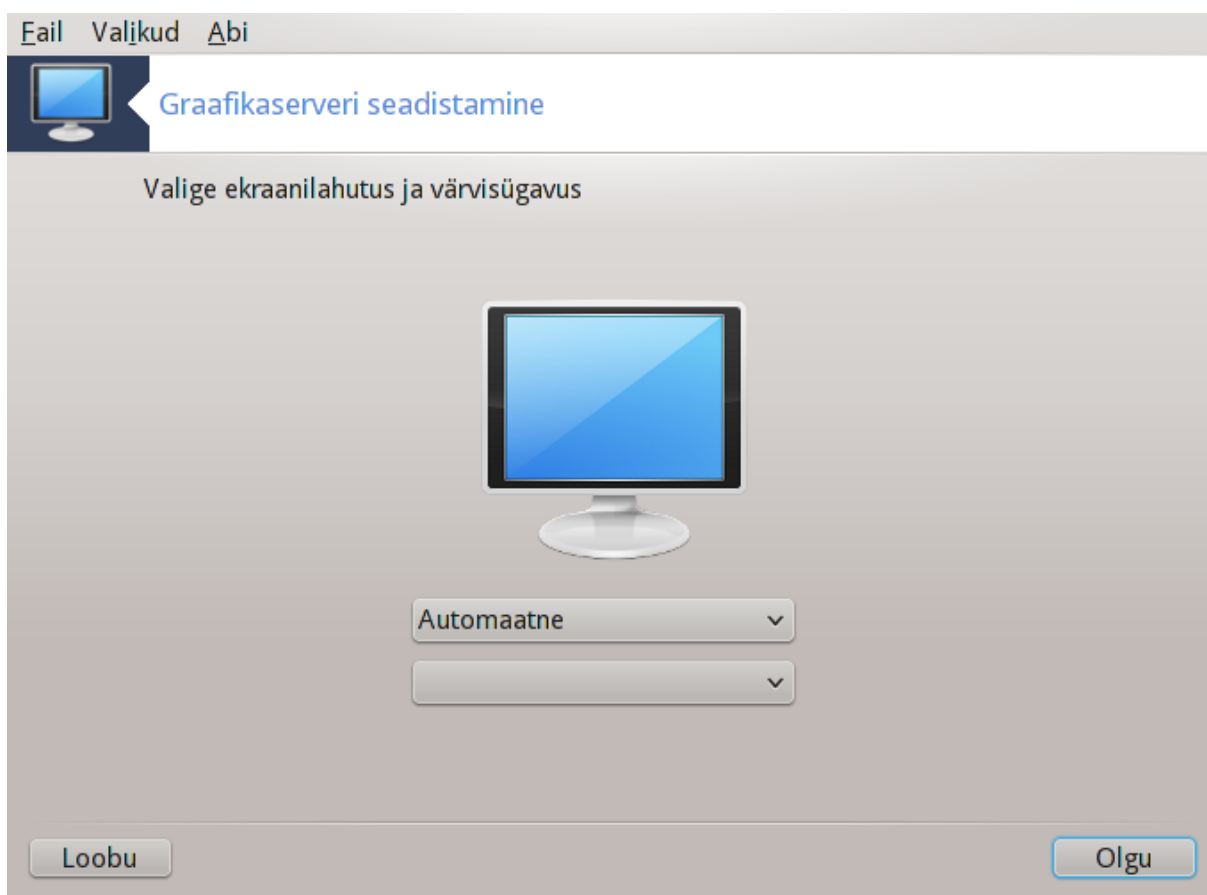 Fail Valikud Abi
Graafikaserveri seadistamine
Valige ekraanilahutus ja värvisügavus
Automaatne
Loobu Olgu